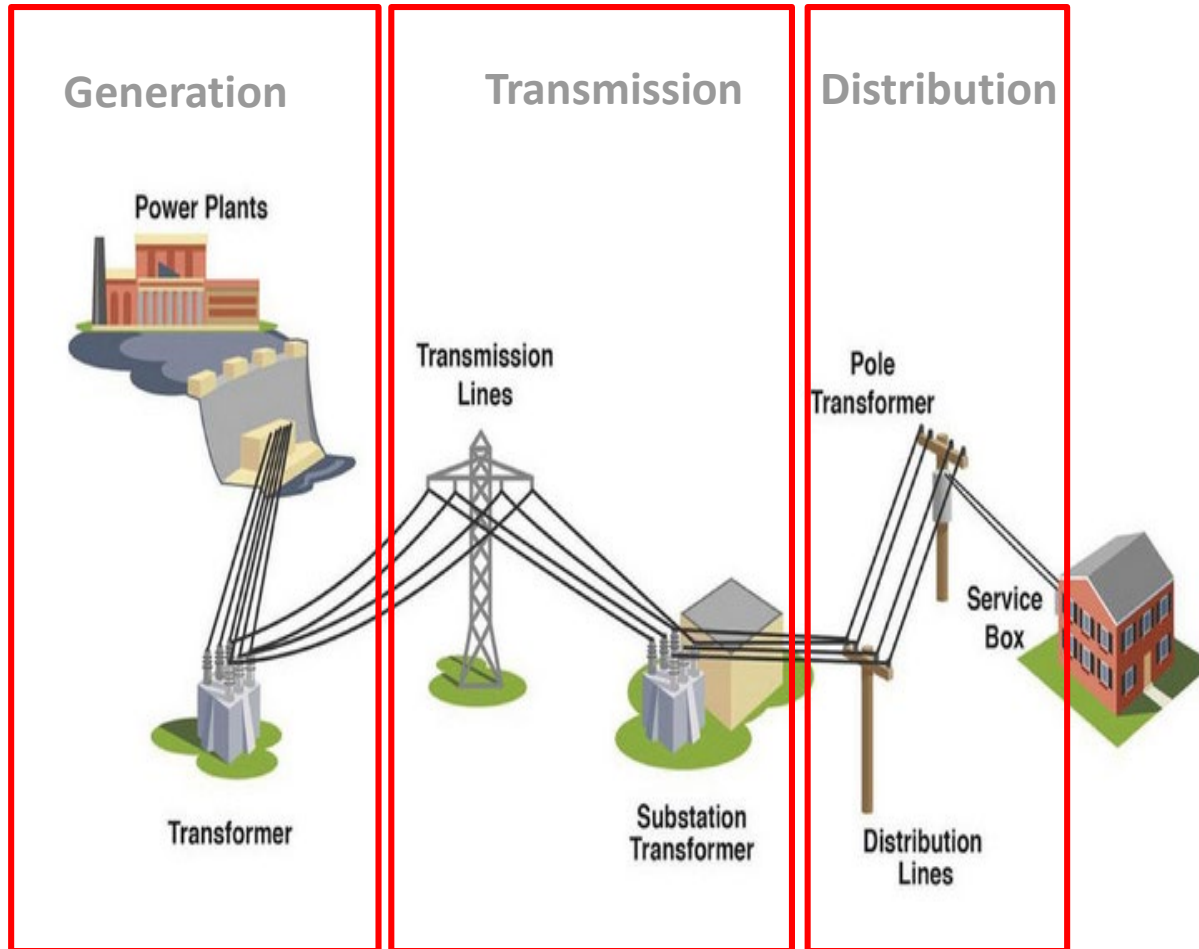 Generation
Transmission
Distribution
Power Plants
Transmission
Lines
Pole
Transformer
Service
Box
Transformer
Substation
Transformer
Distribution
Lines